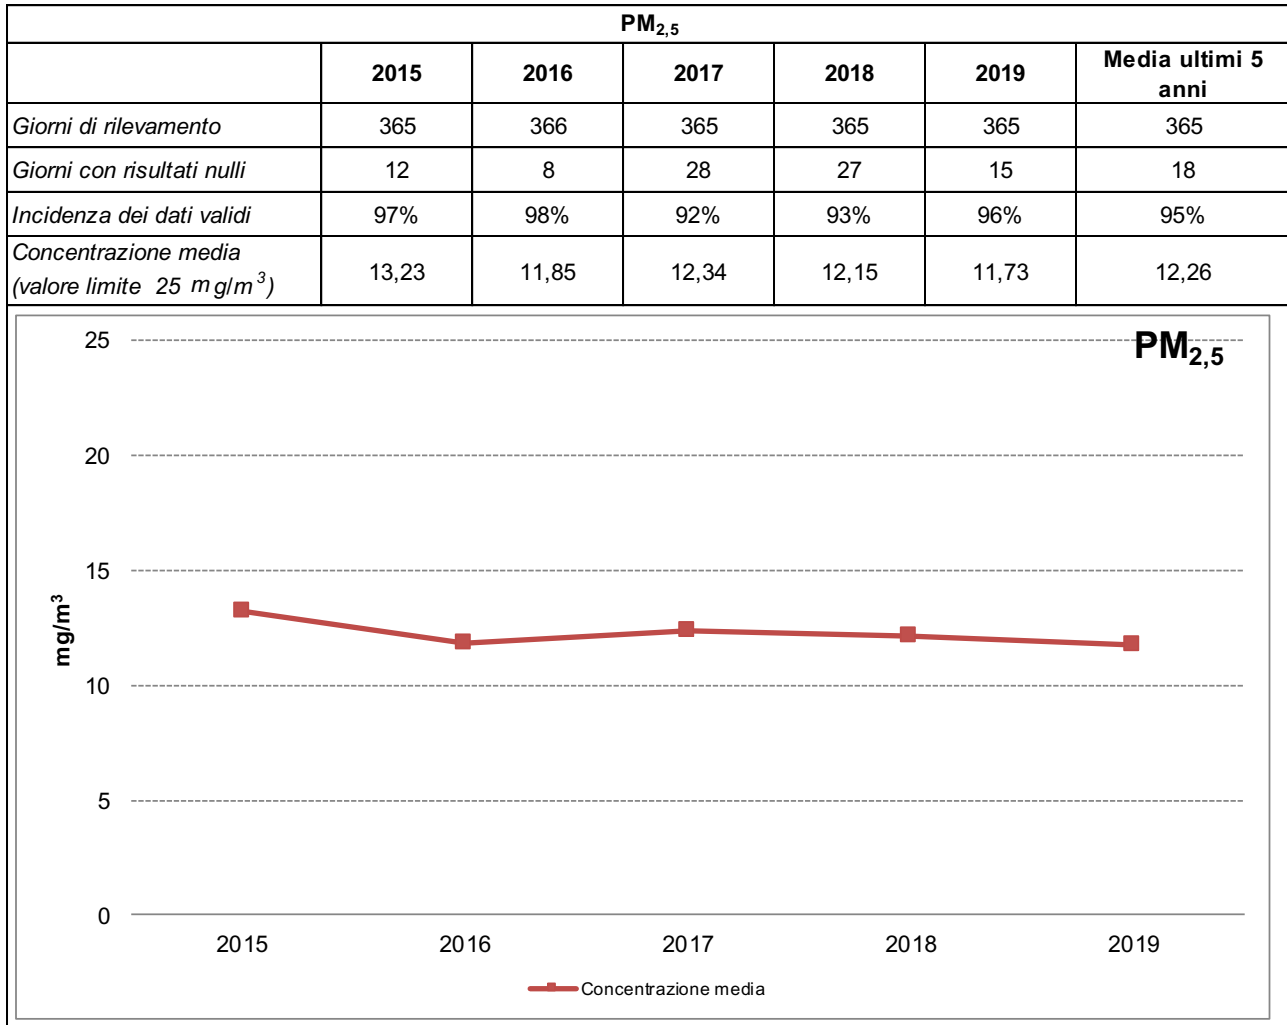 PM2,5
2015 2016 2017 2018 2019 Media ultimi 5 anni
Giorni di rilevamento 365 366 365 365 365 365
Giorni con risultati nulli 12 8 28 27 15 18
Incidenza dei dati validi 97% 98% 92% 93% 96% 95%
Concentrazione media
(valore limite 25 mg/m³) 13,23 11,85 12,34 12,15 11,73 12,26
PM2,5
25
20
15
10
5
0
mg/m³
2015 2016 2017 2018 2019
Concentrazione media